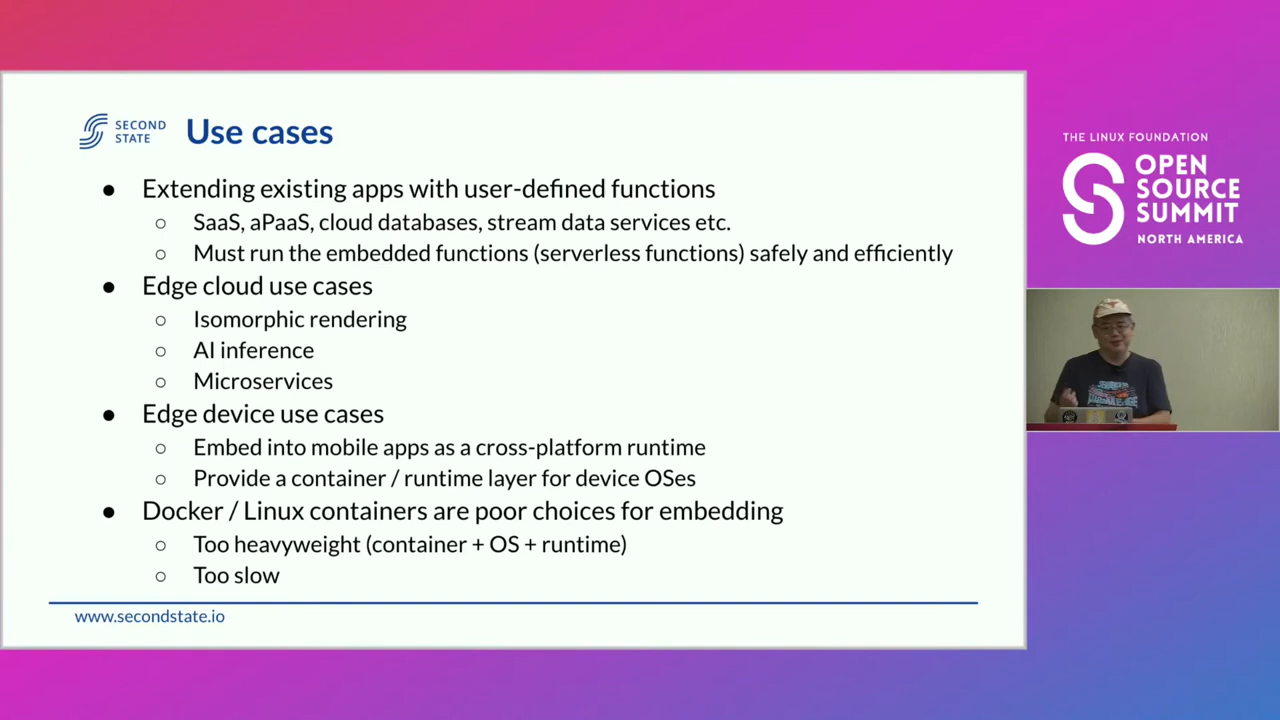 SECOND
STATE
Use cases
● Extending existing apps with user-defined functions
○ SaaS, aPaaS, cloud databases, stream data services etc.
○ Must run the embedded functions (serverless functions) safely and efficiently
● Edge cloud use cases
○ Isomorphic rendering
○ AI inference
○ Microservices
● Edge device use cases
○ Embed into mobile apps as a cross-platform runtime
○ Provide a container / runtime layer for device OSes
● Docker / Linux containers are poor choices for embedding
○ Too heavyweight (container + OS + runtime)
○ Too slow
www.secondstate.io
THE LINUX FOUNDATION
OPEN
SOURCE
SUMMIT
NORTH AMERICA